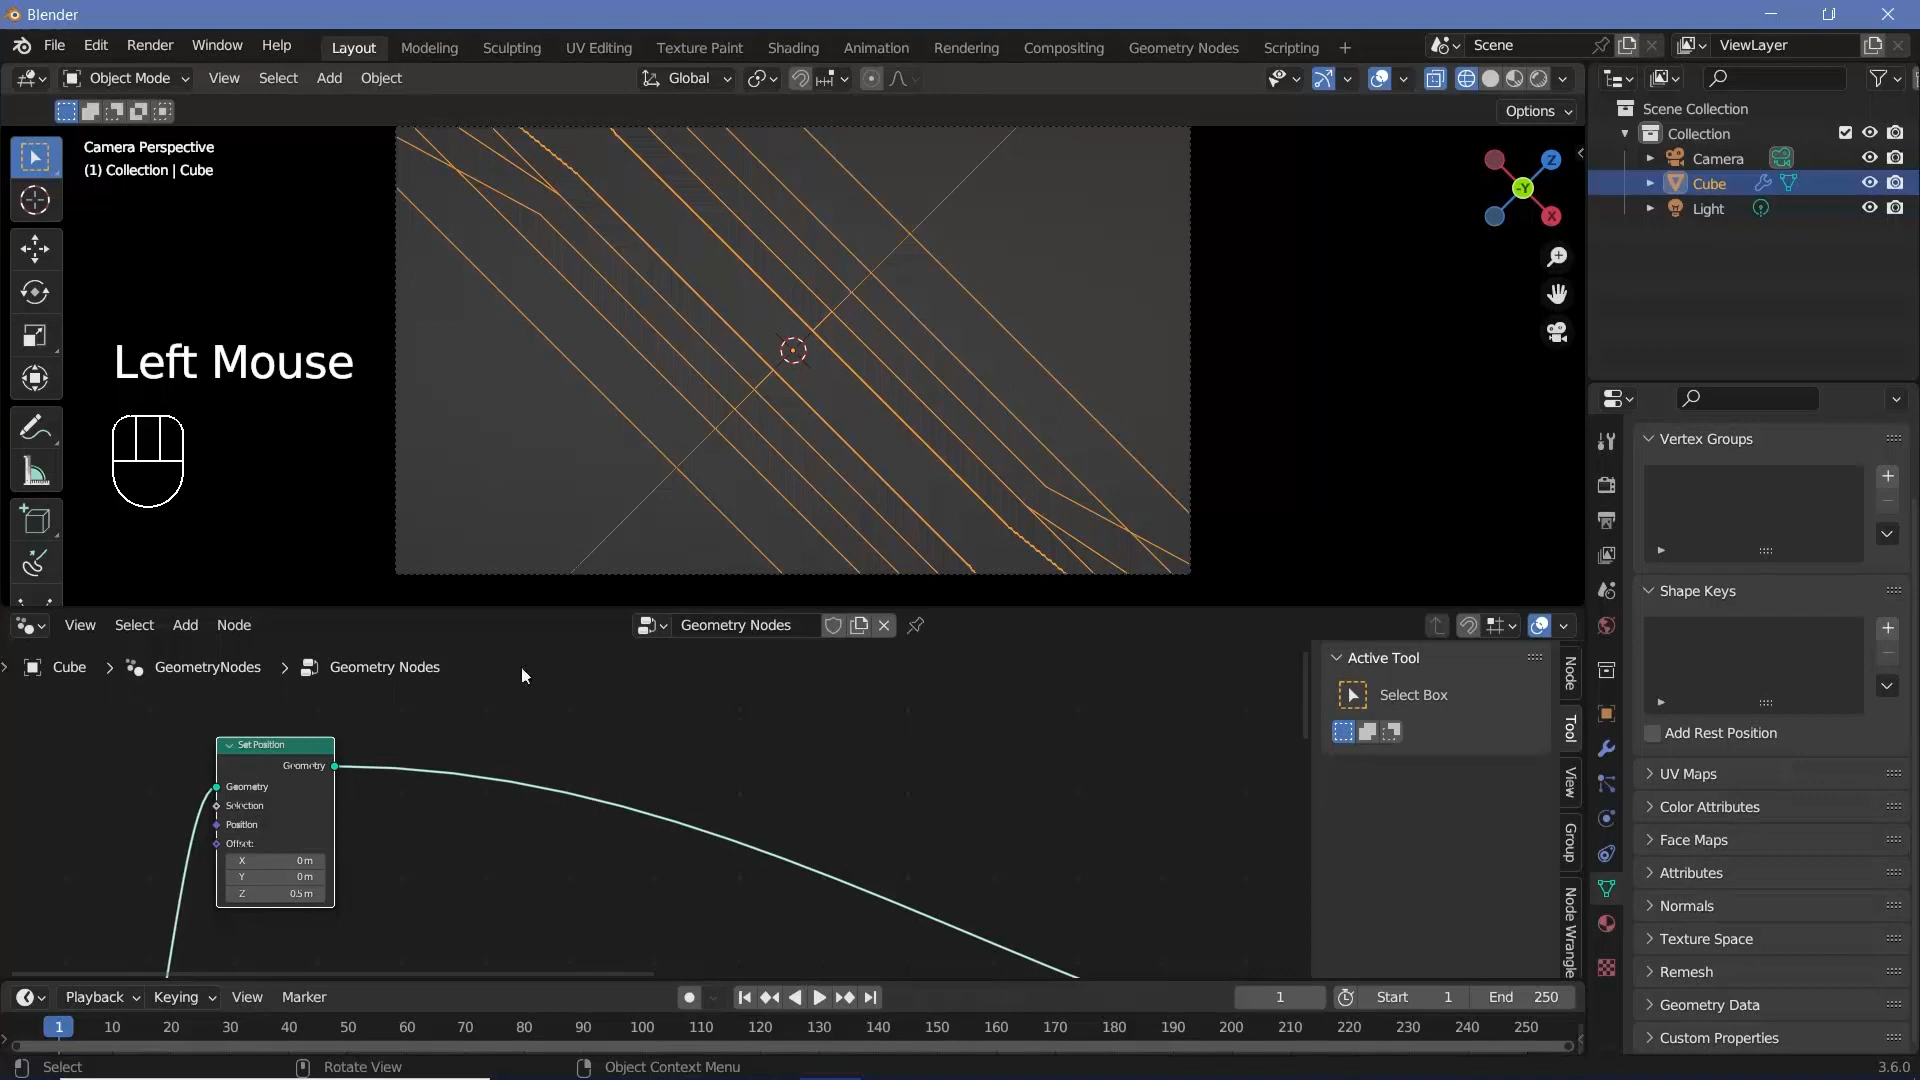 Blender
File Edit Render Window Help Layout Modeling Sculpting UV Editing Texture Paint Shading Animation Rendering Compositing Geometry Nodes Scripting + Scene ViewLayer
Object Mode View Select Add Object Global
Options
Camera Perspective
(1) Collection | Cube
Z
-Y
X
Left Mouse
Scene Collection
Collection
Camera
Cube
Light
Vertex Groups
Shape Keys
Add Rest Position
UV Maps
Color Attributes
Face Maps
Attributes
Normals
Texture Space
Remesh
Geometry Data
Custom Properties
View Select Add Node Geometry Nodes
Cube > GeometryNodes > Geometry Nodes
Set Position
Geometry
Geometry
Selection
Position
Offset:
X 0 m
Y 0 m
Z 0.5 m
Active Tool
Select Box
Node
Tool
View
Group
Node Wrangle
Playback Keying View Marker 1 Start 1 End 250
1 10 20 30 40 50 60 70 80 90 100 110 120 130 140 150 160 170 180 190 200 210 220 230 240 250
Select Rotate View Object Context Menu 3.6.0